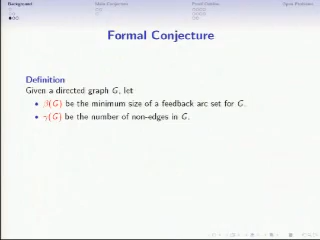 Background Main Conjecture Proof Outline Open Problems
Formal Conjecture
Definition
Given a directed graph G, let
• β(G) be the minimum size of a feedback arc set for G.
• γ(G) be the number of non-edges in G.